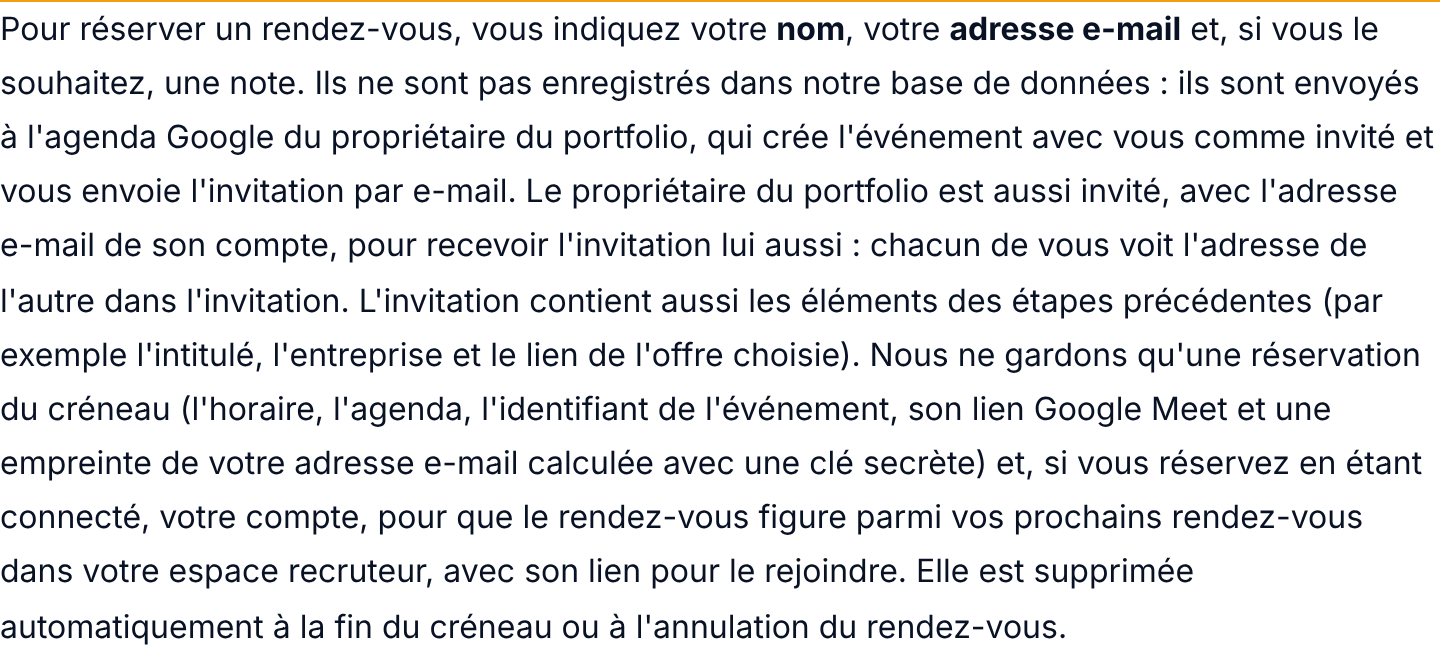 Pour réserver un rendez-vous, vous indiquez votre nom, votre adresse e-mail et, si vous le
souhaitez, une note. Ils ne sont pas enregistrés dans notre base de données : ils sont envoyés
à l'agenda Google du propriétaire du portfolio, qui crée l'événement avec vous comme invité et
vous envoie l'invitation par e-mail. Le propriétaire du portfolio est aussi invité, avec l'adresse
e-mail de son compte, pour recevoir l'invitation lui aussi : chacun de vous voit l'adresse de
l'autre dans l'invitation. L'invitation contient aussi les éléments des étapes précédentes (par
exemple l'intitulé, l'entreprise et le lien de l'offre choisie). Nous ne gardons qu'une réservation
du créneau (l'horaire, l'agenda, l'identifiant de l'événement, son lien Google Meet et une
empreinte de votre adresse e-mail calculée avec une clé secrète) et, si vous réservez en étant
connecté, votre compte, pour que le rendez-vous figure parmi vos prochains rendez-vous
dans votre espace recruteur, avec son lien pour le rejoindre. Elle est supprimée
automatiquement à la fin du créneau ou à l'annulation du rendez-vous.